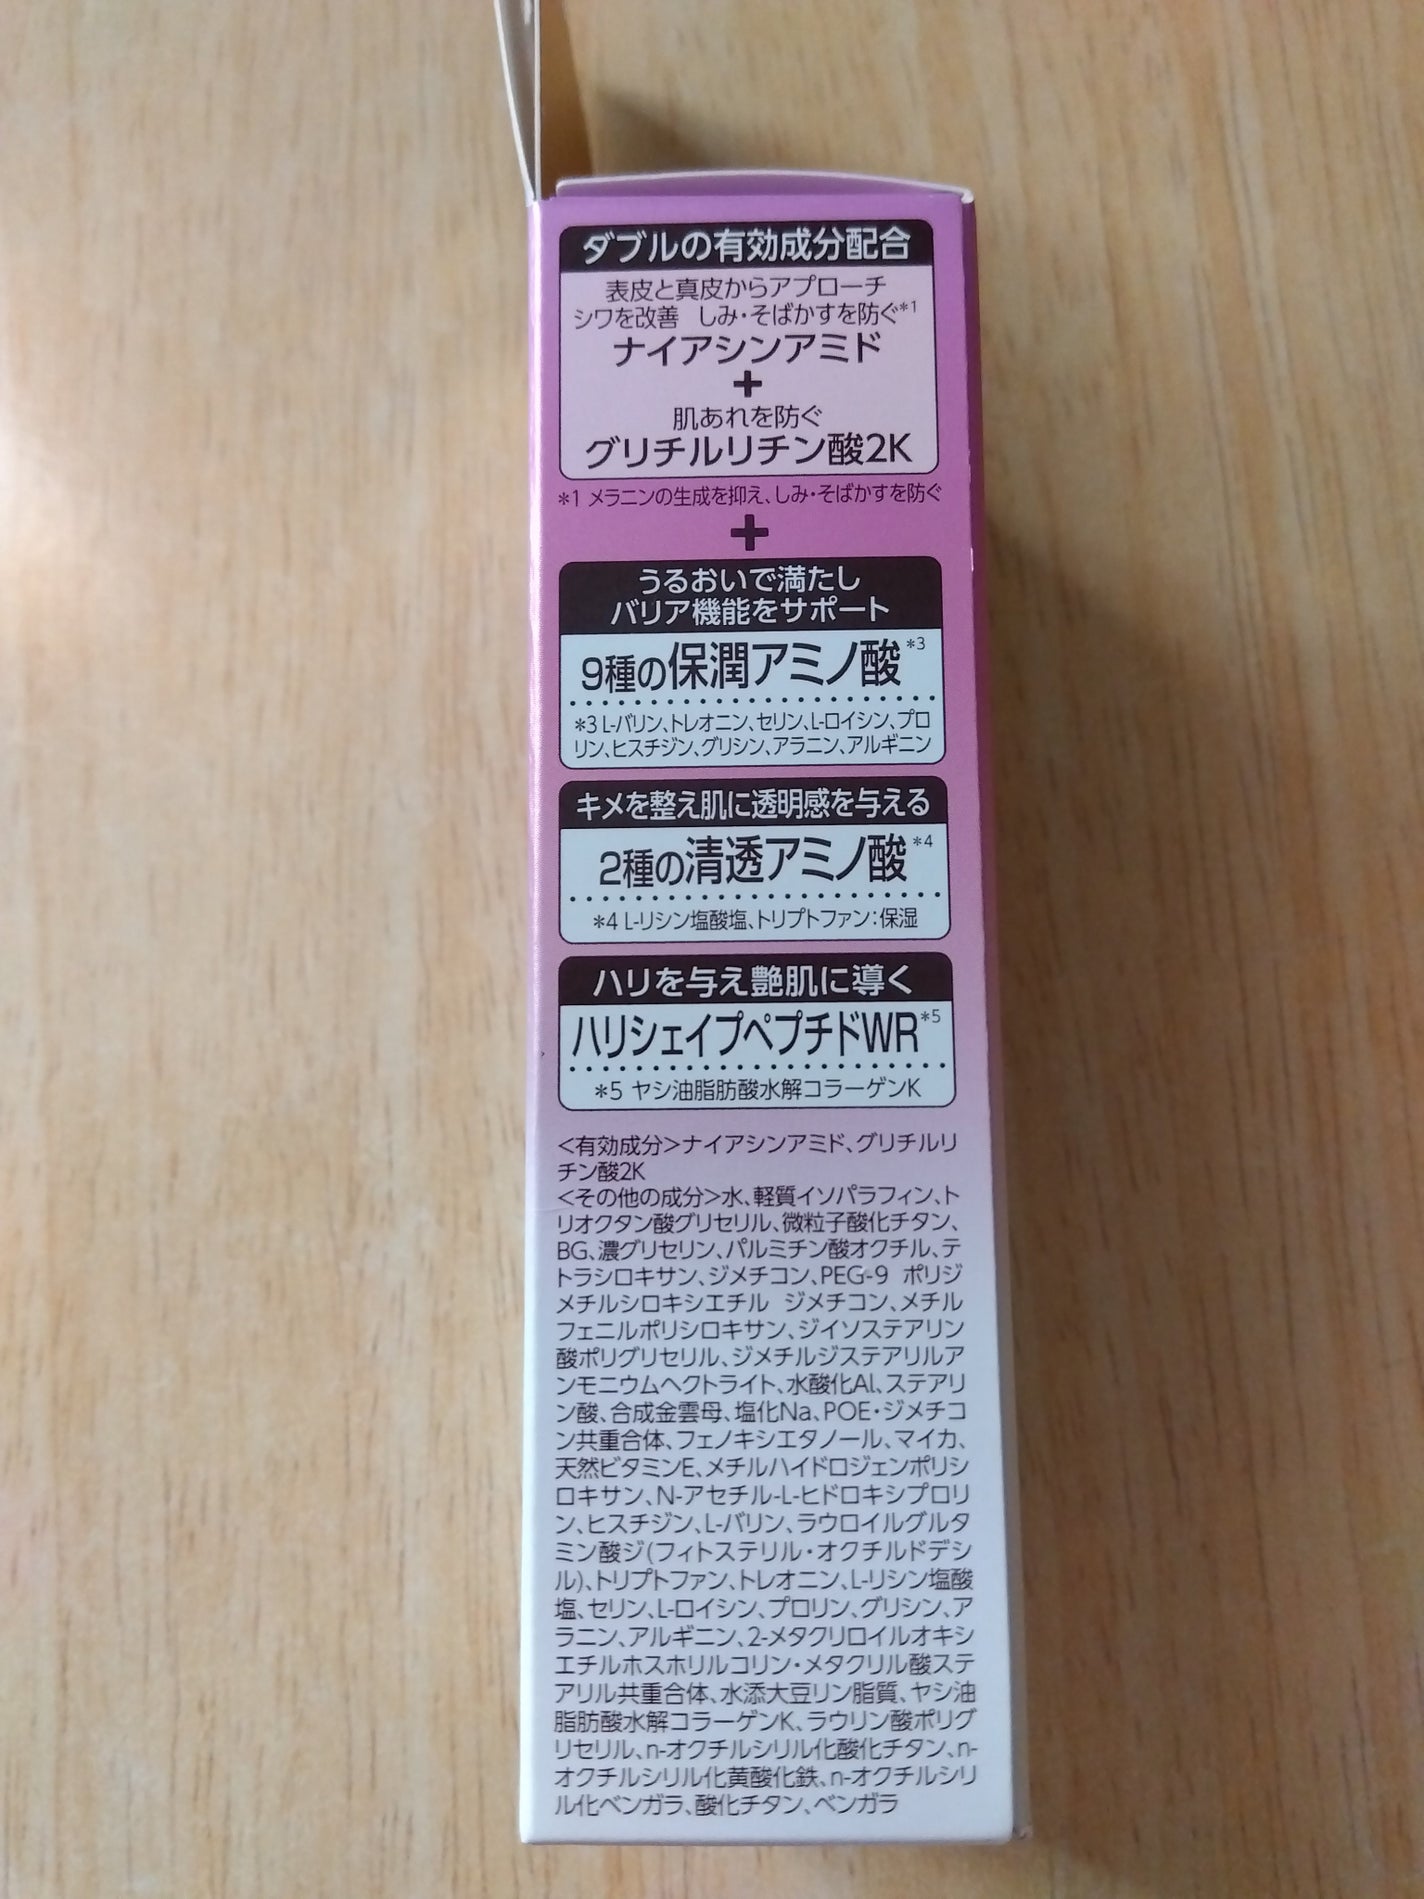 ダブルの有効成分配合
表皮と真皮からアプローチ
シワを改善 しみ・そばかすを防ぐ*1
ナイアシンアミド
+
肌あれを防ぐ
グリチルリチン酸2K
*1 メラニンの生成を抑え、しみ・そばかすを防ぐ
+
うるおいで満たし
バリア機能をサポート
9種の保潤アミノ酸*3
*3 L-バリン、トレオニン、セリン、L-ロイシン、プロ
リン、ヒスチジン、グリシン、アラニン、アルギニン
キメを整え肌に透明感を与える
2種の清透アミノ酸*4
*4 L-リシン塩酸塩、トリプトファン：保湿
ハリを与え艶肌に導く
ハリシェイプペプチドWR*5
*5 ヤシ油脂肪酸水解コラーゲンK
<有効成分>ナイアシンアミド、グリチルリ
チン酸2K
<その他の成分>水、軽質イソパラフィン、ト
リオクタン酸グリセリル、微粒子酸化チタン、
BG、濃グリセリン、パルミチン酸オクチル、テ
トラシロキサン、ジメチコン、PEG-9 ポリジ
メチルシロキシエチル ジメチコン、メチル
フェニルポリシロキサン、ジイソステアリン
酸ポリグリセリル、ジメチルジステアリルア
ンモニウムヘクトライト、水酸化Al、ステアリ
ン酸、合成金雲母、塩化Na、POE・ジメチコ
ン共重合体、フェノキシエタノール、マイカ、
天然ビタミンE、メチルハイドロジェンポリシ
ロキサン、N-アセチル-L-ヒドロキシプロリ
ン、ヒスチジン、L-バリン、ラウロイルグルタ
ミン酸ジ(フィトステリル・オクチルドデシ
ル)、トリプトファン、トレオニン、L-リシン塩酸
塩、セリン、L-ロイシン、プロリン、グリシン、ア
ラニン、アルギニン、2-メタクリロイルオキシ
エチルホスホリルコリン・メタクリル酸ステ
アリル共重合体、水添大豆リン脂質、ヤシ油
脂肪酸水解コラーゲンK、ラウリン酸ポリグ
リセリル、n-オクチルシリル化酸化チタン、n-
オクチルシリル化黄酸化鉄、n-オクチルシリ
ル化ベンガラ、酸化チタン、ベンガラ